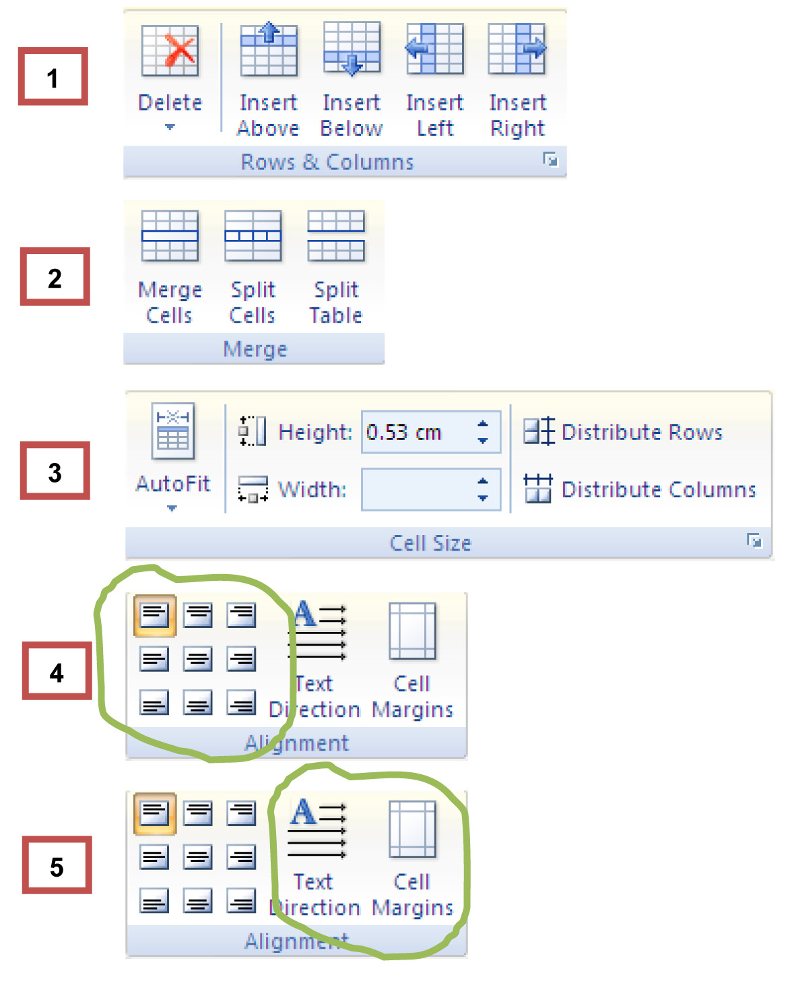 1
Delete
Insert Above
Insert Below
Insert Left
Insert Right
Rows & Columns
2
Merge Cells
Split Cells
Split Table
Merge
3
AutoFit
Height: 0.53 cm
Width:
Distribute Rows
Distribute Columns
Cell Size
4
A
Text
Direction
Cell
Margins
Alignment
5
A
Text
Direction
Cell
Margins
Alignment